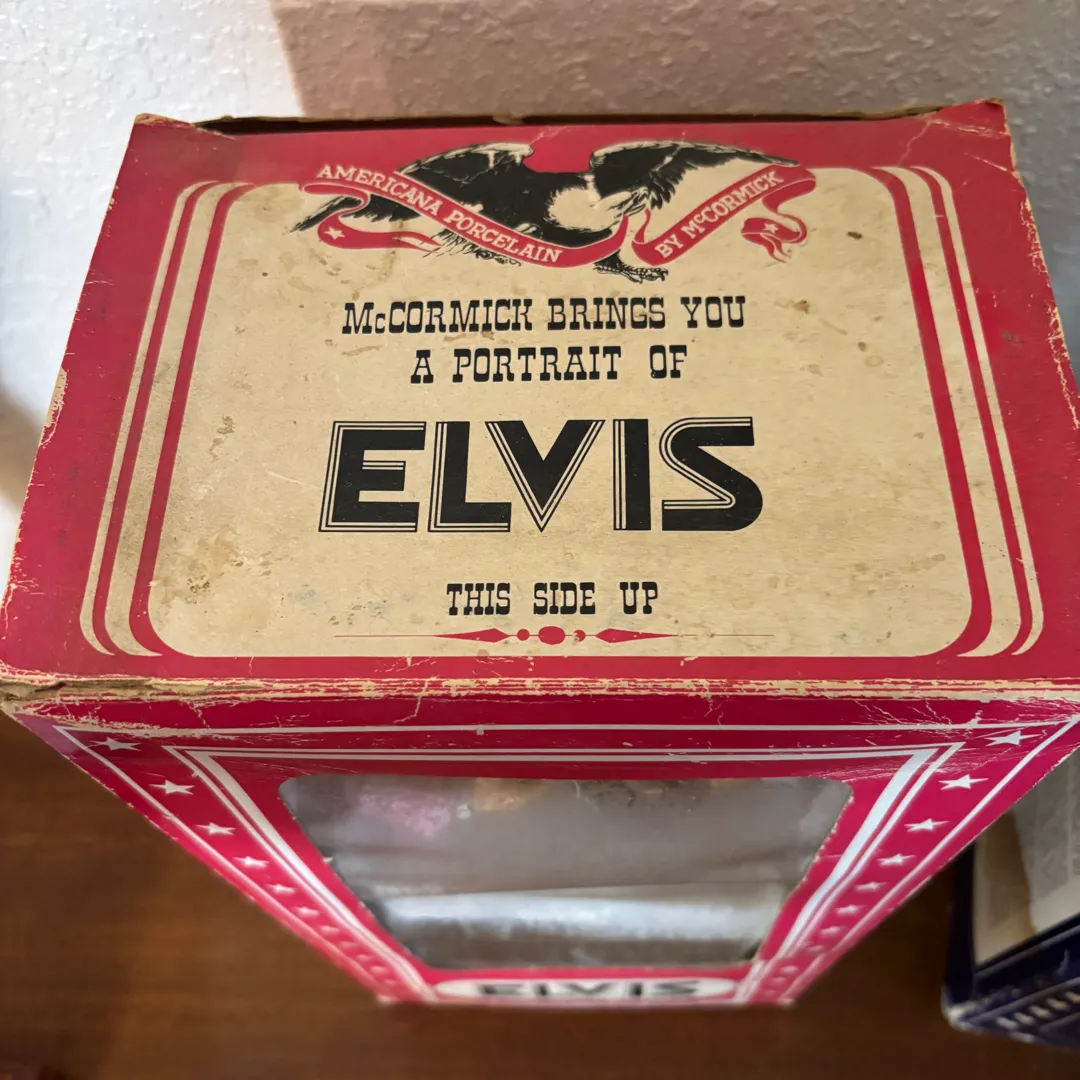 AMERICANA PORCELAIN
BY McCORMICK
McCORMICK BRINGS YOU
A PORTRAIT OF
ELVIS
THIS SIDE UP
ELVIS